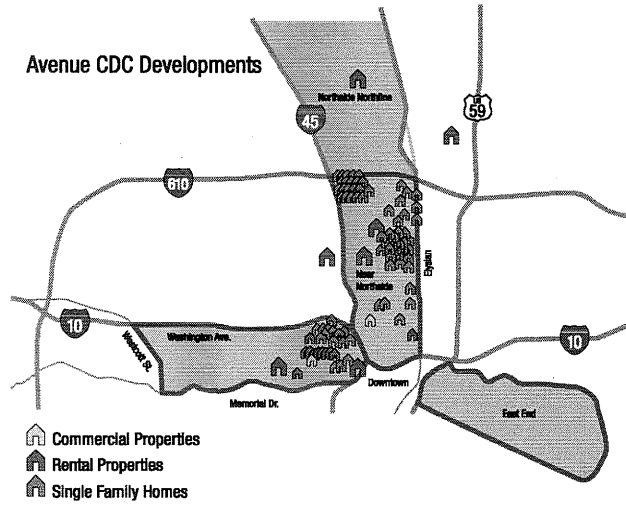 Avenue CDC Developments
Northside Northline
45
US
59
610
Near
Northside
Elysian
10
Washington Ave.
Westcott St.
10
Downtown
Memorial Dr.
East End
Commercial Properties
Rental Properties
Single Family Homes